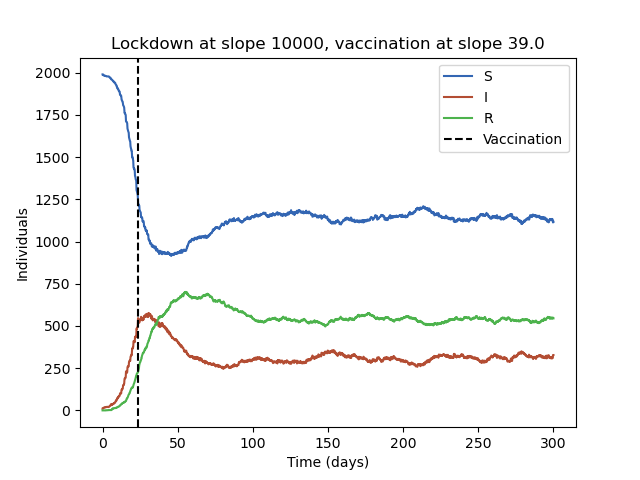 Lockdown at slope 10000, vaccination at slope 39.0
S
I
R
Vaccination
Individuals
2000
1750
1500
1250
1000
750
500
250
0
0 50 100 150 200 250 300
Time (days)